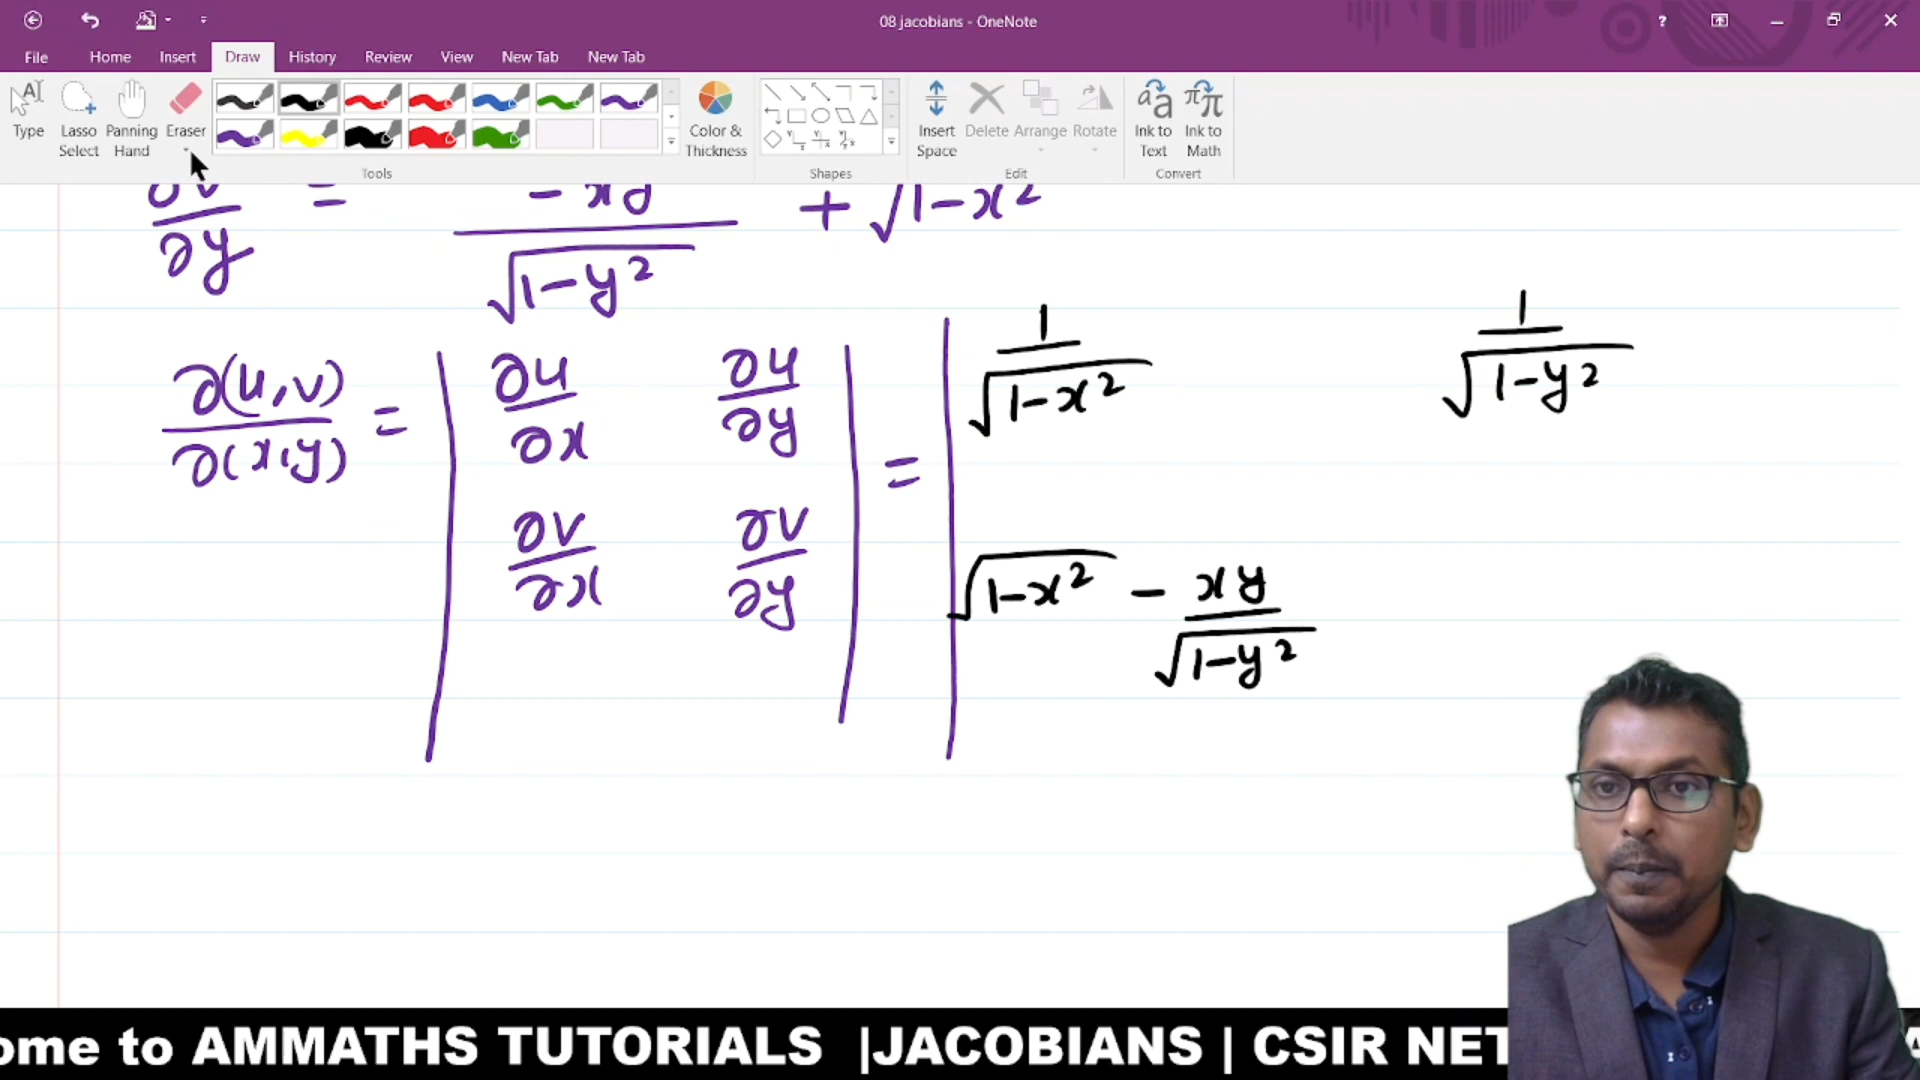 08 jacobians - OneNote
?
File Home Insert Draw History Review View New Tab New Tab
Type Lasso Select Panning Hand Eraser Color & Thickness Insert Space Delete Arrange Rotate Ink to Text Ink to Math
Tools Shapes Edit Convert
∂v/∂y = -xy/√(1-y²) + √(1-x²)
∂(u,v)/∂(x,y) = | ∂u/∂x ∂u/∂y | = | 1/√(1-x²) 1/√(1-y²)
| ∂v/∂x ∂v/∂y | | √(1-x²) - xy/√(1-y²)
ome to AMMATHS TUTORIALS |JACOBIANS | CSIR NET